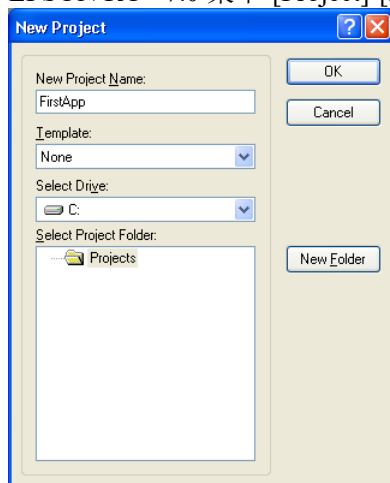 New Project
New Project Name:
OK
FirstApp
Cancel
Template:
None
Select Drive:
C:
Select Project Folder:
Projects
New Folder